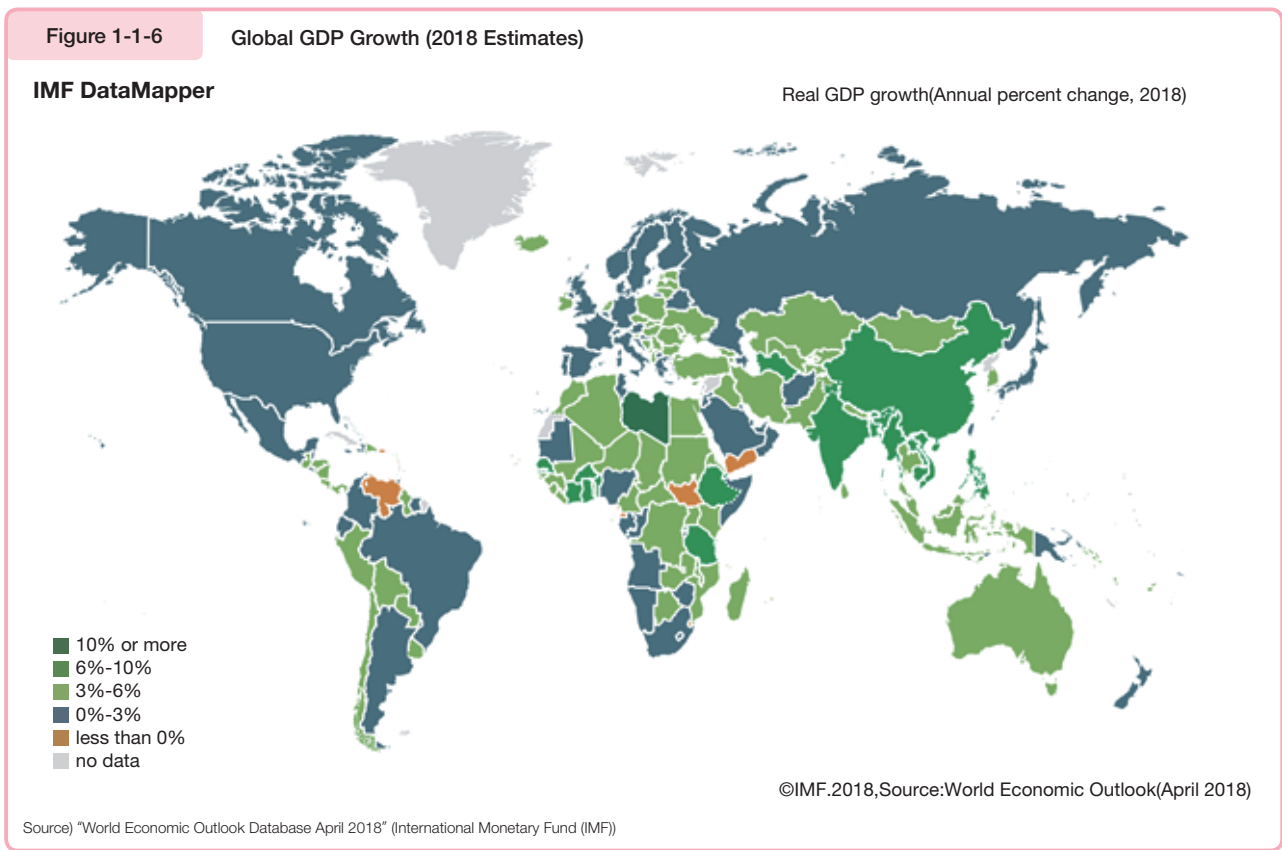 Figure 1-1-6
Global GDP Growth (2018 Estimates)
IMF DataMapper
Real GDP growth(Annual percent change, 2018)
10% or more
6%-10%
3%-6%
0%-3%
less than 0%
no data
©IMF.2018,Source:World Economic Outlook(April 2018)
Source) “World Economic Outlook Database April 2018” (International Monetary Fund (IMF))